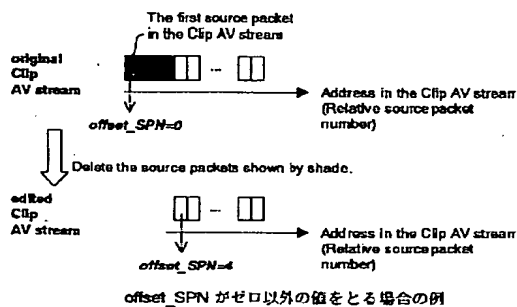 The first source packet
in the Clip AV stream
original
Clip
AV stream
...
Address in the Clip AV stream
(Relative source packet
number)
offset_SPN=0
Delete the source packets shown by shade.
edited
Clip
AV stream
...
Address in the Clip AV stream
(Relative source packet
number)
offset_SPN=4
offset_SPN がゼロ以外の値をとる場合の例